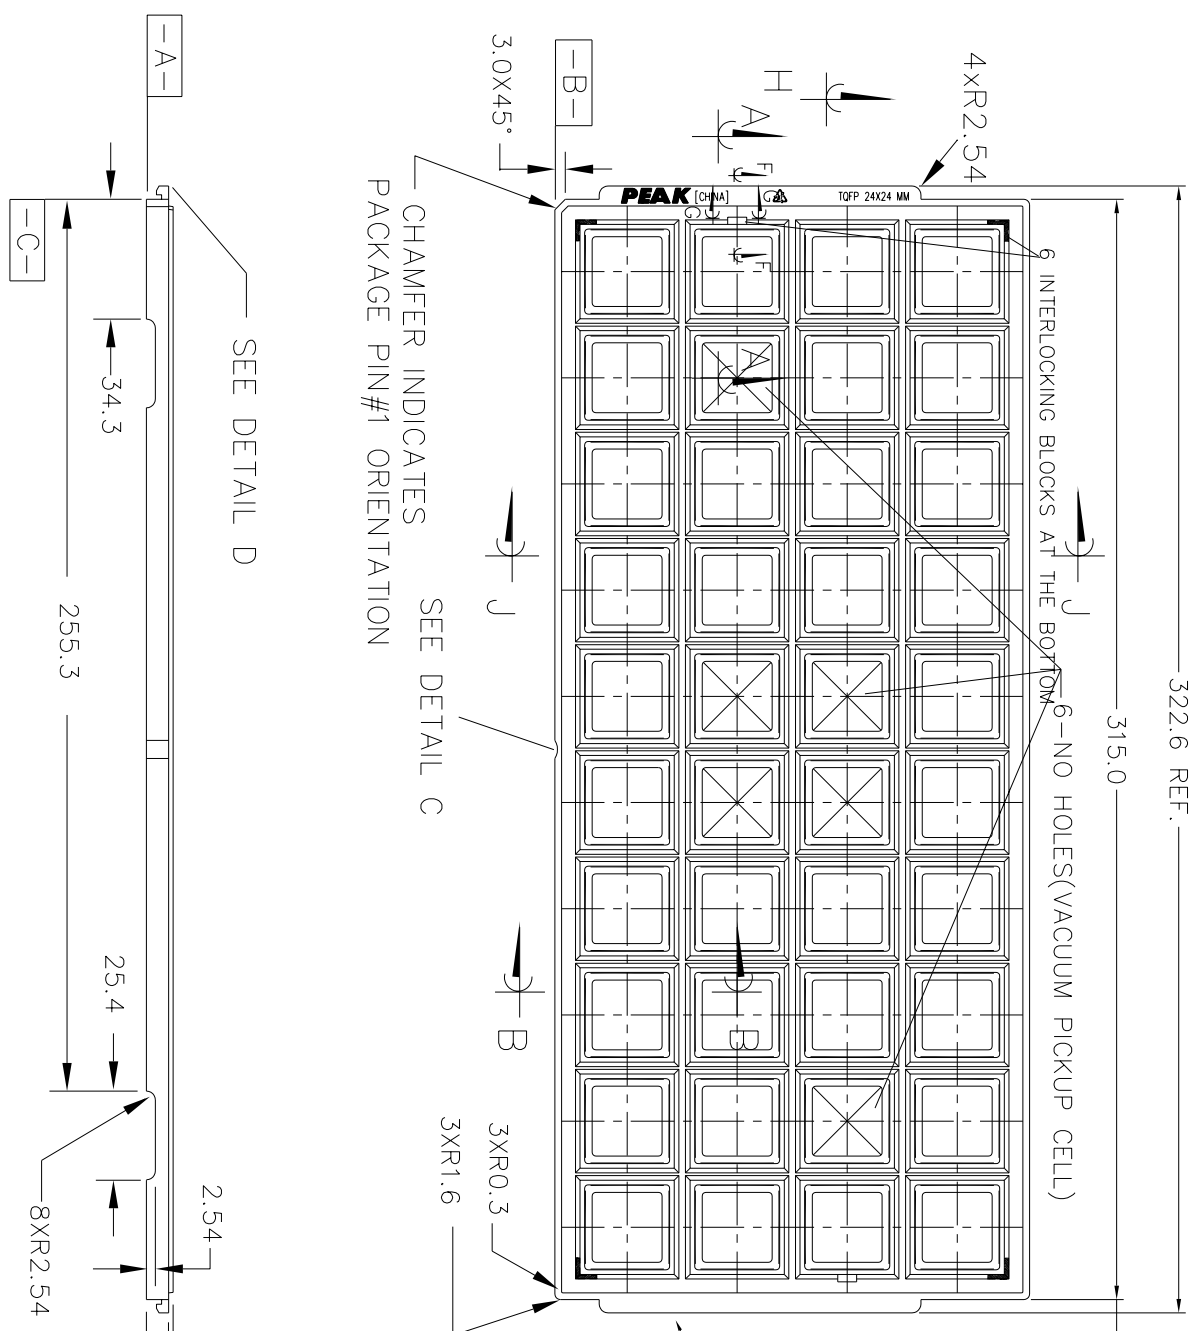 322.6 REF.
315.0
6 INTERLOCKING BLOCKS AT THE BOTTOM
6-NO HOLES(VACUUM PICKUP CELL)
4xR2.54
J
J
H
A
A
F
F
G
G
PEAK
[CHINA]
TQFP 24X24 MM
B
B
-B-
3.0X45°
CHAMFER INDICATES
PACKAGE PIN#1 ORIENTATION
SEE DETAIL C
3XR0.3
3XR1.6
SEE DETAIL D
-A-
-C-
34.3
255.3
25.4
2.54
8XR2.54